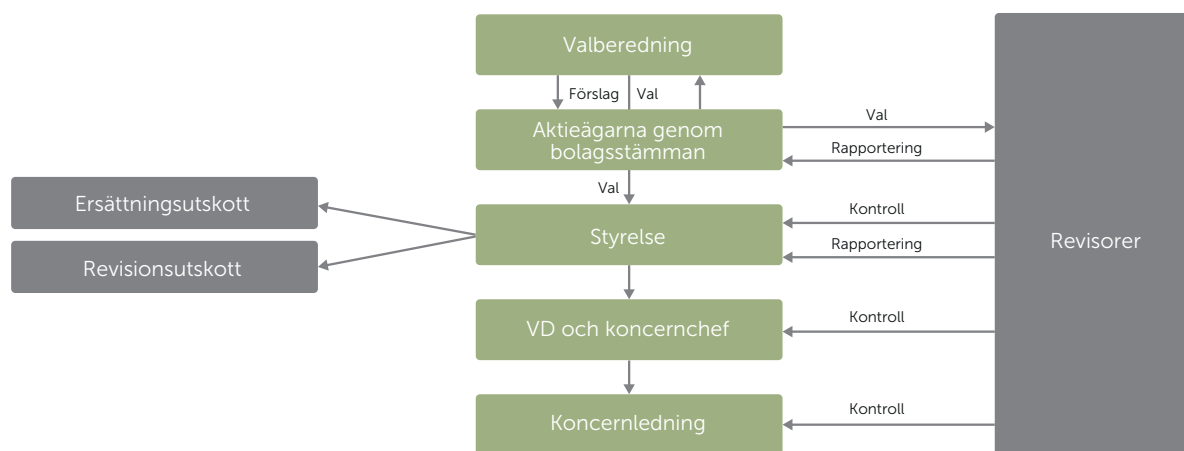 Valberedning
Förslag
Val
Aktieägarna genom
bolagsstämman
Val
Rapportering
Val
Ersättningsutskott
Revisionsutskott
Styrelse
Kontroll
Rapportering
Revisorer
VD och koncernchef
Kontroll
Koncernledning
Kontroll